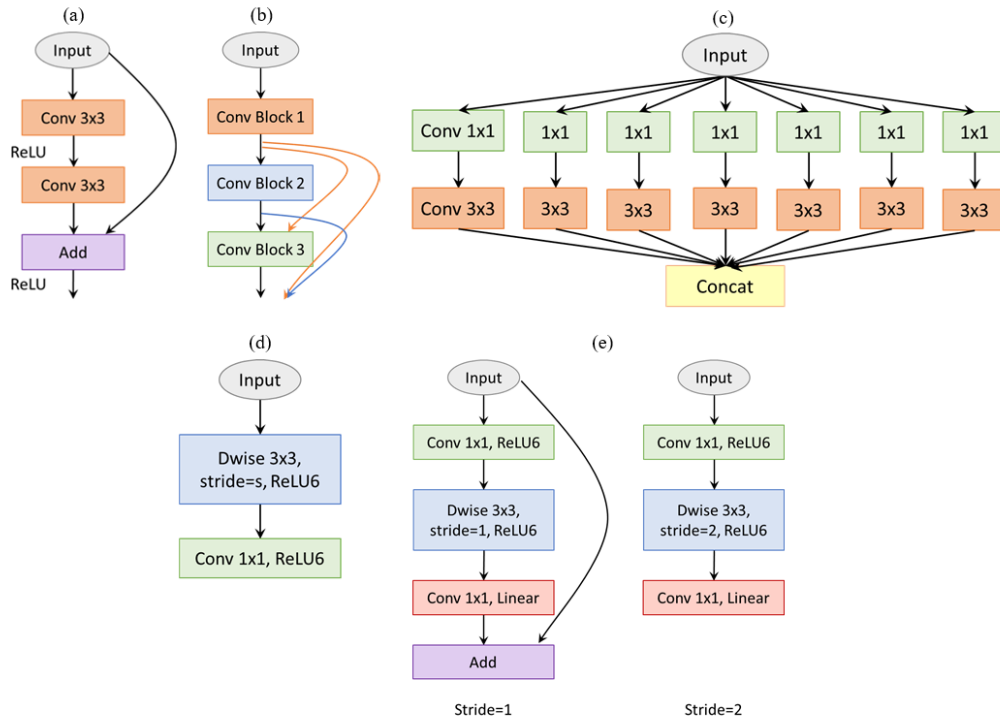 (a)
Input
Conv 3x3
ReLU
Conv 3x3
Add
ReLU
(b)
Input
Conv Block 1
Conv Block 2
Conv Block 3
(c)
Input
Conv 1x1
1x1
1x1
1x1
1x1
1x1
1x1
Conv 3x3
3x3
3x3
3x3
3x3
3x3
3x3
Concat
(d)
Input
Dwise 3x3,
stride=s, ReLU6
Conv 1x1, ReLU6
(e)
Input
Conv 1x1, ReLU6
Dwise 3x3,
stride=1, ReLU6
Conv 1x1, Linear
Add
Stride=1
Input
Conv 1x1, ReLU6
Dwise 3x3,
stride=2, ReLU6
Conv 1x1, Linear
Stride=2